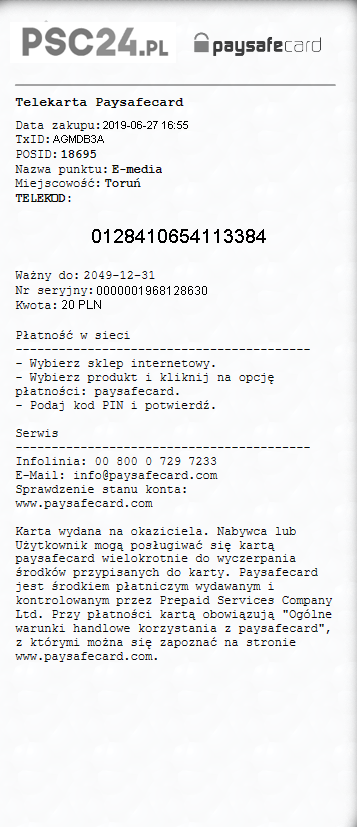 PSC24.PL paysafecard
Telekarta Paysafecard
Data zakupu: 2019-06-27 16:55
TxID: AGMDB3A
POSID: 18695
Nazwa punktu: E-media
Miejscowość: Toruń
TELEKOD:
0128410654113384
Ważny do: 2049-12-31
Nr seryjny: 0000001968128630
Kwota: 20 PLN
Płatność w sieci
-----------------------------------------
- Wybierz sklep internetowy.
- Wybierz produkt i kliknij na opcję
płatności: paysafecard.
- Podaj kod PIN i potwierdź.
Serwis
-----------------------------------------
Infolinia: 00 800 0 729 7233
E-Mail: info@paysafecard.com
Sprawdzenie stanu konta:
www.paysafecard.com
Karta wydana na okaziciela. Nabywca lub
Użytkownik mogą posługiwać się kartą
paysafecard wielokrotnie do wyczerpania
środków przypisanych do karty. Paysafecard
jest środkiem płatniczym wydawanym i
kontrolowanym przez Prepaid Services Company
Ltd. Przy płatności kartą obowiązują "Ogólne
warunki handlowe korzystania z paysafecard",
z którymi można się zapoznać na stronie
www.paysafecard.com.